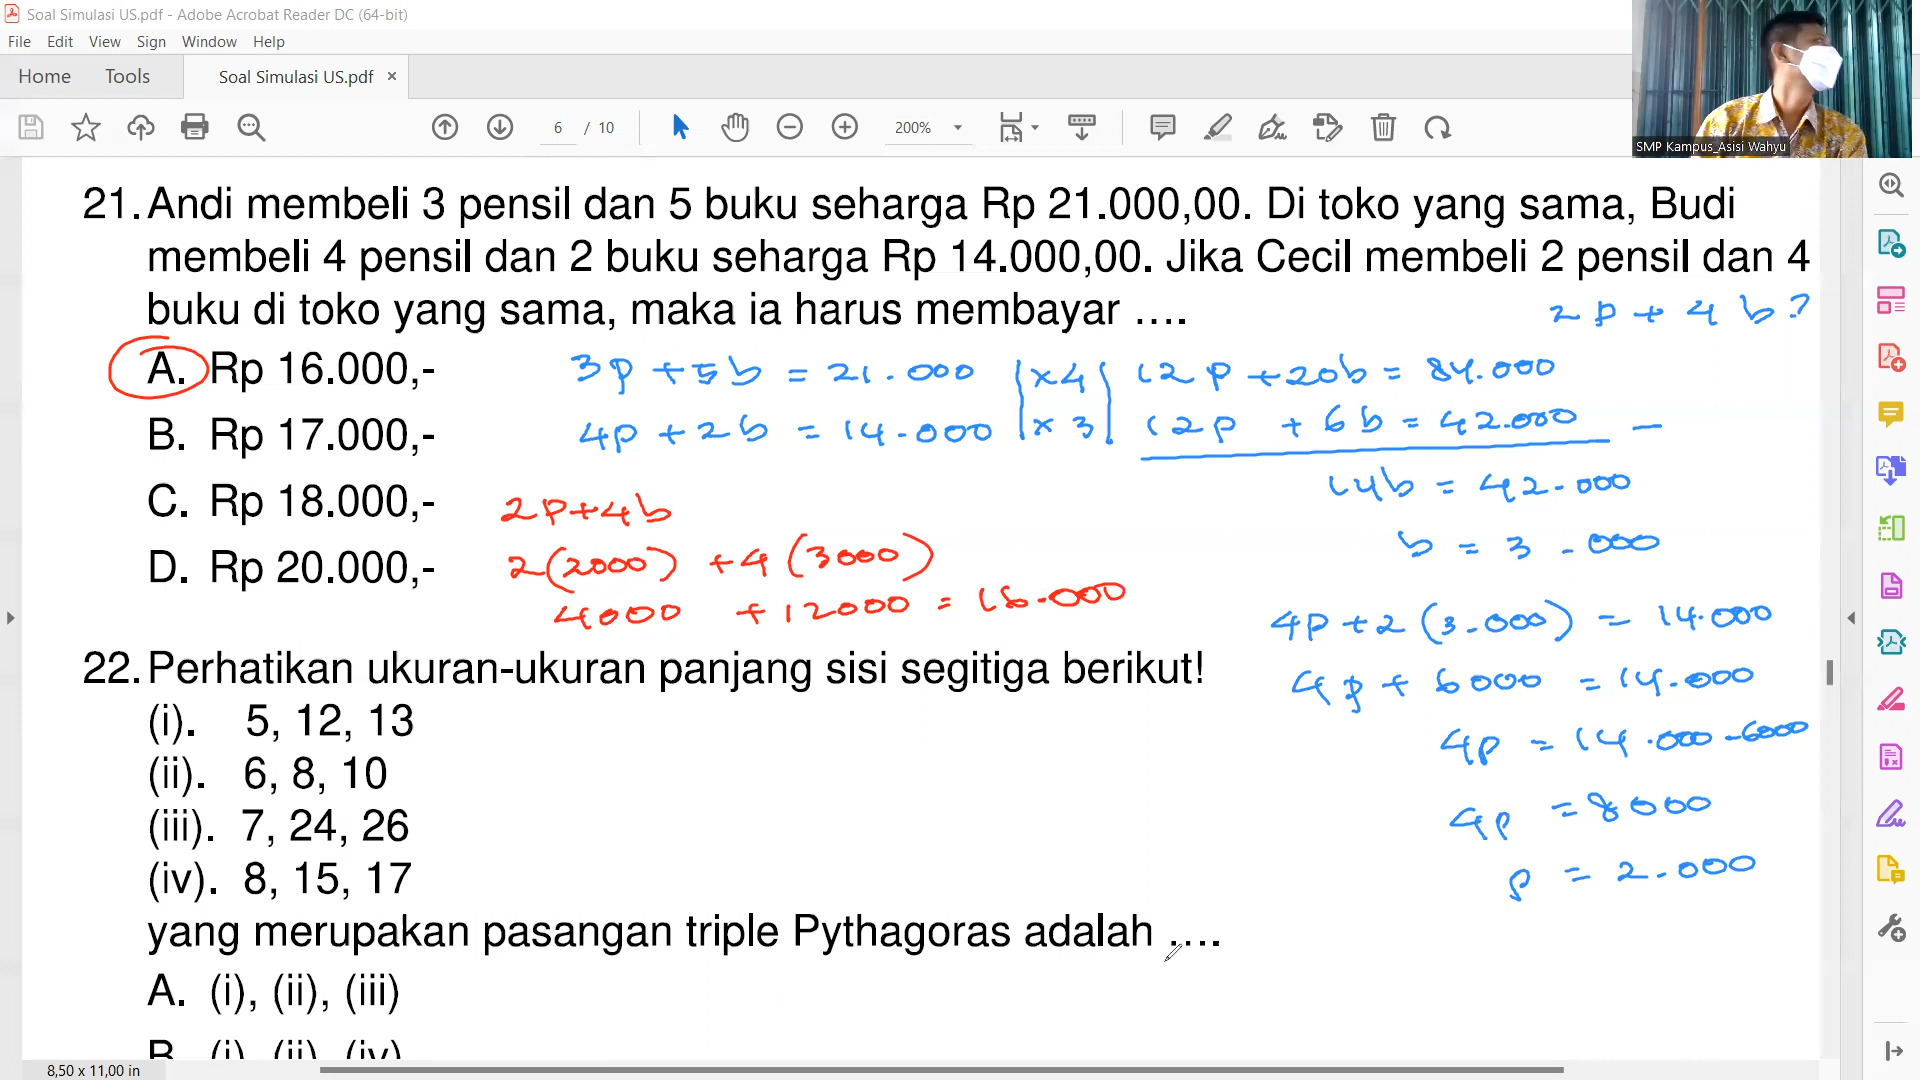 Soal Simulasi US.pdf - Adobe Acrobat Reader DC (64-bit)
File Edit View Sign Window Help
Home Tools Soal Simulasi US.pdf ×
6 / 10 200%
SMP Kampus_Asisi Wahyu
21. Andi membeli 3 pensil dan 5 buku seharga Rp 21.000,00. Di toko yang sama, Budi
membeli 4 pensil dan 2 buku seharga Rp 14.000,00. Jika Cecil membeli 2 pensil dan 4
buku di toko yang sama, maka ia harus membayar ....
2p + 4b?
A. Rp 16.000,-
B. Rp 17.000,-
C. Rp 18.000,-
D. Rp 20.000,-
3p + 5b = 21.000 | x4 | 12p + 20b = 84.000
4p + 2b = 14.000 | x 3 | 12p + 6b = 42.000 -
14b = 42.000
b = 3.000
4p + 2 (3.000) = 14.000
4p + 6000 = 14.000
4p = 14.000 - 6000
4p = 8000
p = 2.000
2p + 4b
2(2000) + 4 (3000)
4000 + 12000 = 16.000
22. Perhatikan ukuran-ukuran panjang sisi segitiga berikut!
(i). 5, 12, 13
(ii). 6, 8, 10
(iii). 7, 24, 26
(iv). 8, 15, 17
yang merupakan pasangan triple Pythagoras adalah ....
A. (i), (ii), (iii)
B. (i), (ii), (iv)
8,50 x 11,00 in